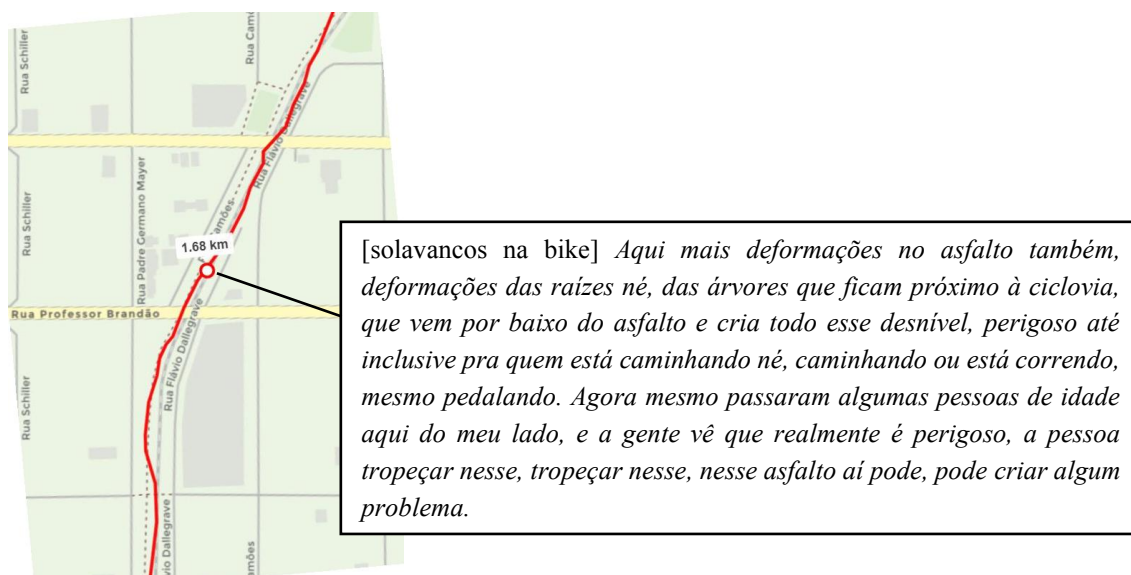 Rua Schiller
Rua Camõ
Rua Flávio Dallegrave
Rua Schiller
Rua Padre Germano Mayer
amões
1.68 km
Rua Professor Brandão
Rua Flávio Dallegrave
Rua Schiller
io Dallegrave
amões
[solavancos na bike] Aqui mais deformações no asfalto também,
deformações das raízes né, das árvores que ficam próximo à ciclovia,
que vem por baixo do asfalto e cria todo esse desnível, perigoso até
inclusive pra quem está caminhando né, caminhando ou está correndo,
mesmo pedalando. Agora mesmo passaram algumas pessoas de idade
aqui do meu lado, e a gente vê que realmente é perigoso, a pessoa
tropeçar nesse, tropeçar nesse, nesse asfalto aí pode, pode criar algum
problema.